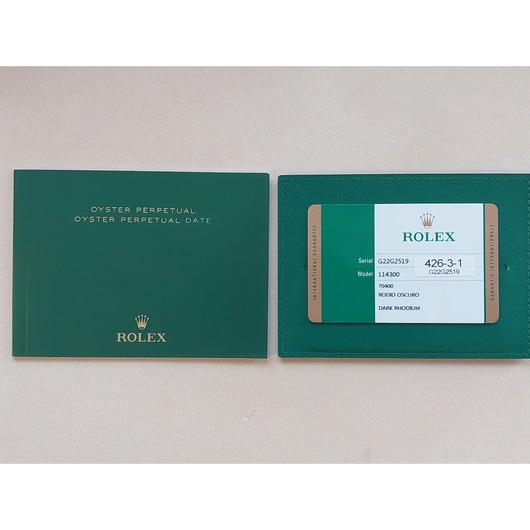 OYSTER PERPETUAL
OYSTER PERPETUAL DATE
ROLEX
INTERNATIONAL GUARANTEE
ROLEX
Serial G22G2519
Model 114300
70400
RODIO OSCURO
DARK RHODIUM
426-3-1
G22G2519
GARANTIE INTERNATIONALE